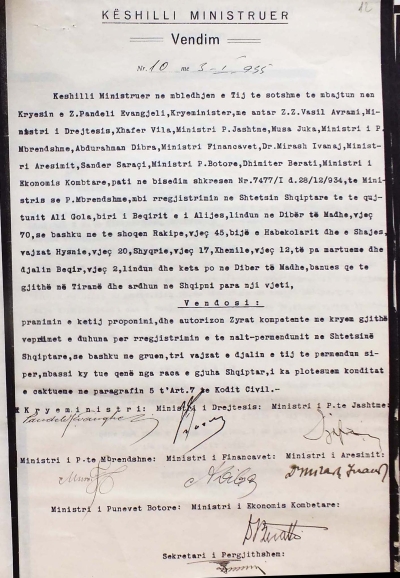 12
KËSHILLI MINISTRUER
Vendim
Nr. 10 më 3-I-935
Keshilli Ministruer ne mbledhjen e Tij te sotshme te mbajtun nen
Kryesin e Z.Pandeli Evangjeli,Kryeminister,me antar Z.Z.Vasil Avrami,Mi-
nistri i Drejtesis,Xhafer Vila,Ministri P.Jashtme,Musa Juka,Ministri i P.
Mbrendshme,Abdurahman Dibra,Ministri Financavet,Dr.Mirash Ivanaj,Minist-
ri Aresimit,Sander Saraçi,Ministri P.Botore,Dhimiter Berati,Ministri i
Ekonomis Kombtare,pati ne bisedim shkresen Nr.7477/I d.28/12/934,te Minis-
tris se P.Mbrendshme,mbi rregjistrimin ne Shtetsin Shqiptare te te quj-
tunit Ali Gola,biri i Beqirit e i Alijes,lindun ne Dibër të Madhe,vjeç
70,se bashku me te shoqen Rakipe,vjeç 45,bijë e Habekolarit dhe e Shajes,
vajzat Hysnie,vjeç 20,Shyqrie,vjeç 17,Xhemile,vjeç 12,të pa martueme dhe
djalin Beqir,vjeç 2,lindun dhe keta po ne Diber të Madhe,banues qe te
gjithë në Tiranë dhe ardhun ne Shqipni para nji vjeti,
Vendosi:
pranimin e ketij proponimi,dhe autorizon Zyrat kompetente me kryem gjithë
veprimet e duhuna per rregjistrimin e te nalt-permendunit ne Shtetsinë
Shqiptare,se bashku me gruen,tri vajzat e djalin e tij te permendun si-
per,mbassi ky tue qenë nga raca e gjuha Shqiptar,i ka plotesuem konditat
e caktueme ne paragrafin 5 t'Art.7 te Kodit Civil.-
Kryeministri: Ministri i Drejtesis: Ministri i P.te Jashtme:
Ministri i P.te Mbrendshme: Ministri i Financavet: Ministri i Aresimit:
Ministri i Punevet Botore: Ministri i Ekonomis Kombetare:
Sekretari i Pergjithshem: